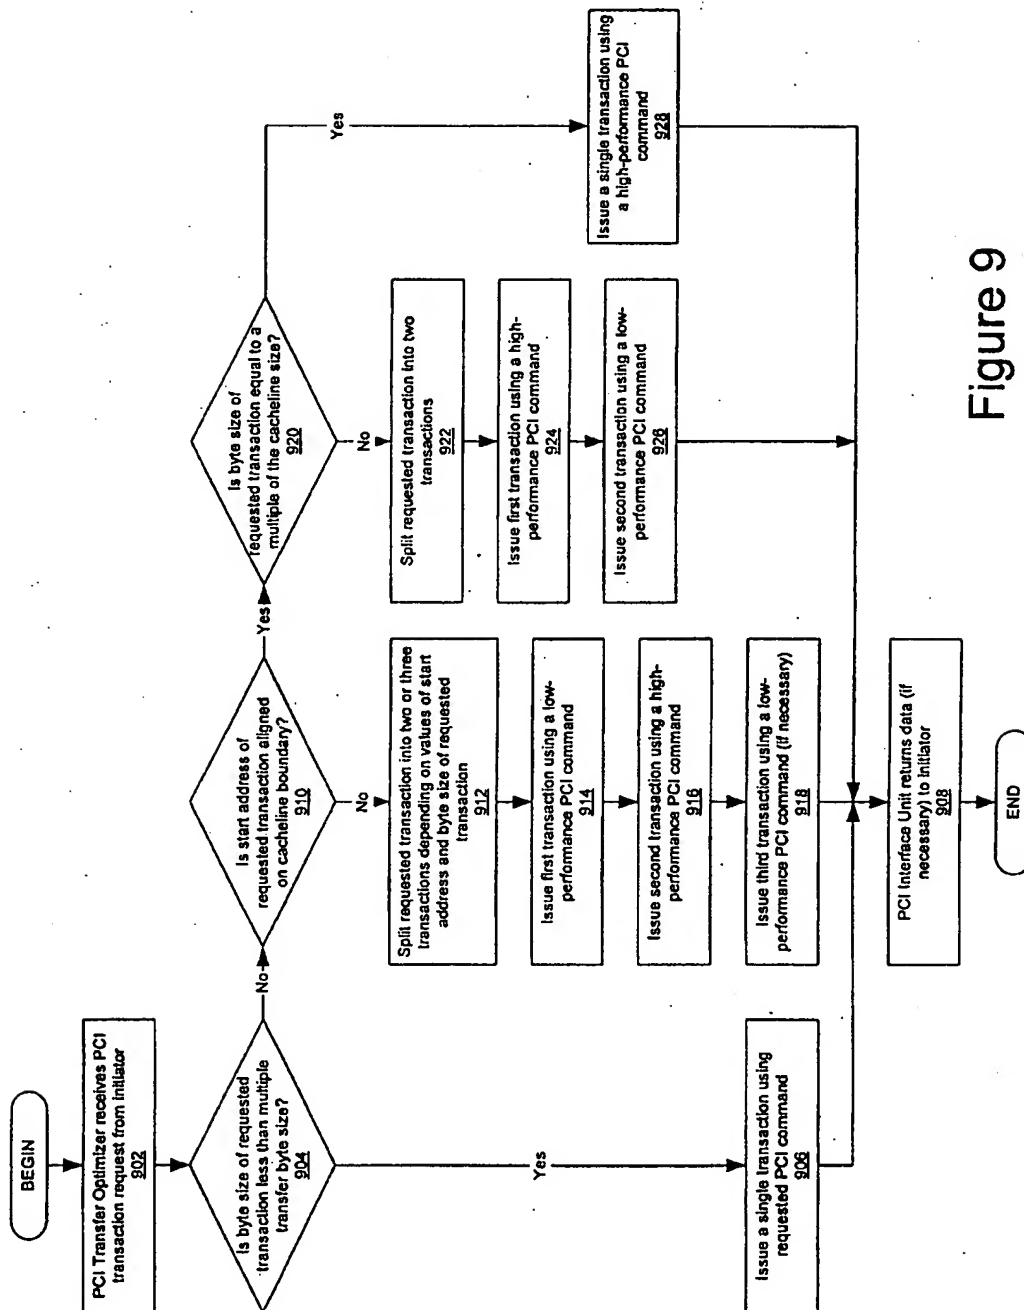 BEGIN
PCI Transfer Optimizer receives PCI
transaction request from initiator
902
Is byte size of requested
transaction less than multiple
transfer byte size?
904
No
Yes
Issue a single transaction using
requested PCI command
906
Is start address of
requested transaction aligned
on cacheline boundary?
910
Yes
No
Split requested transaction into two or three
transactions depending on values of start
address and byte size of requested
transaction
912
Issue first transaction using a low-
performance PCI command
914
Issue second transaction using a high-
performance PCI command
916
Issue third transaction using a low-
performance PCI command (if necessary)
918
Is byte size of
requested transaction equal to a
multiple of the cacheline size?
920
No
Yes
Split requested transaction into two
transactions
922
Issue first transaction using a high-
performance PCI command
924
Issue second transaction using a low-
performance PCI command
926
Issue a single transaction using
a high-performance PCI
command
928
PCI Interface Unit returns data (if
necessary) to initiator
908
END
Figure 9